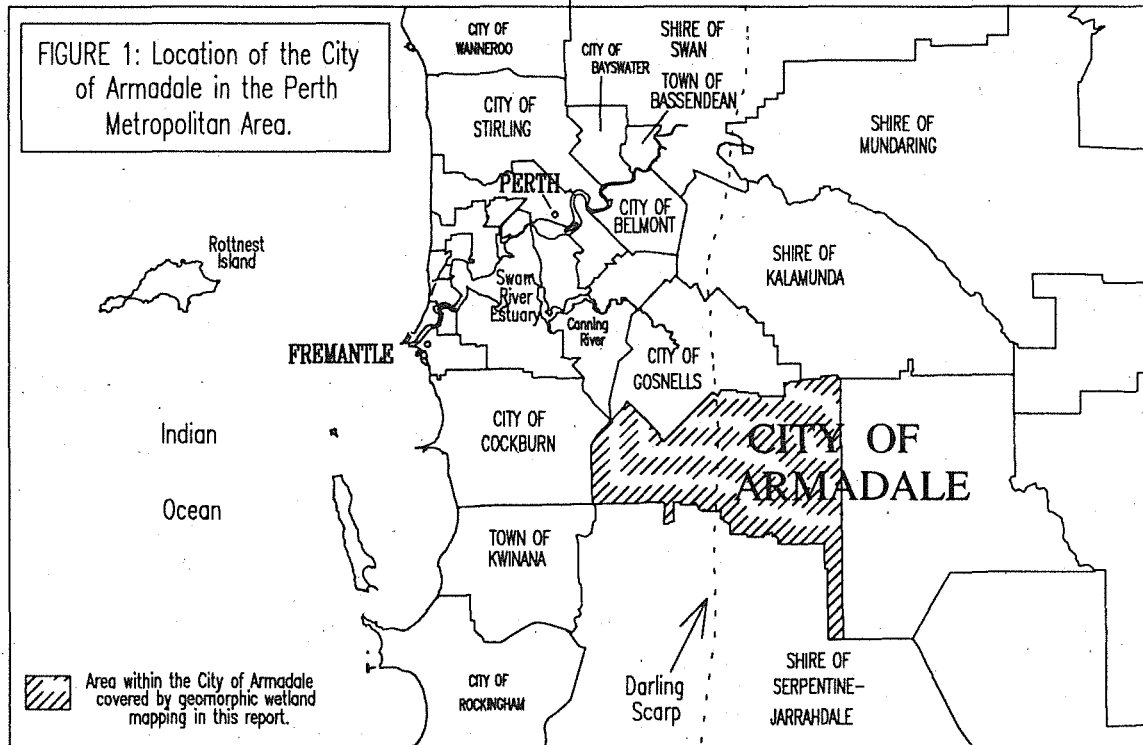 FIGURE 1: Location of the City
of Armadale in the Perth
Metropolitan Area.
CITY OF
WANNEROO
SHIRE OF
SWAN
CITY OF
BAYSWATER
TOWN OF
BASSENDEAN
CITY OF
STIRLING
SHIRE OF
MUNDARING
PERTH
CITY OF
BELMONT
Rottnest
Island
SHIRE OF
KALAMUNDA
Swam
River
Estuary
Canning
River
FREMANTLE
CITY OF
GOSNELLS
CITY OF
COCKBURN
CITY OF
ARMADALE
Indian
Ocean
TOWN OF
KWINANA
Area within the City of Armadale
covered by geomorphic wetland
mapping in this report.
CITY OF
ROCKINGHAM
Darling
Scarp
SHIRE OF
SERPENTINE-
JARRAHDALE